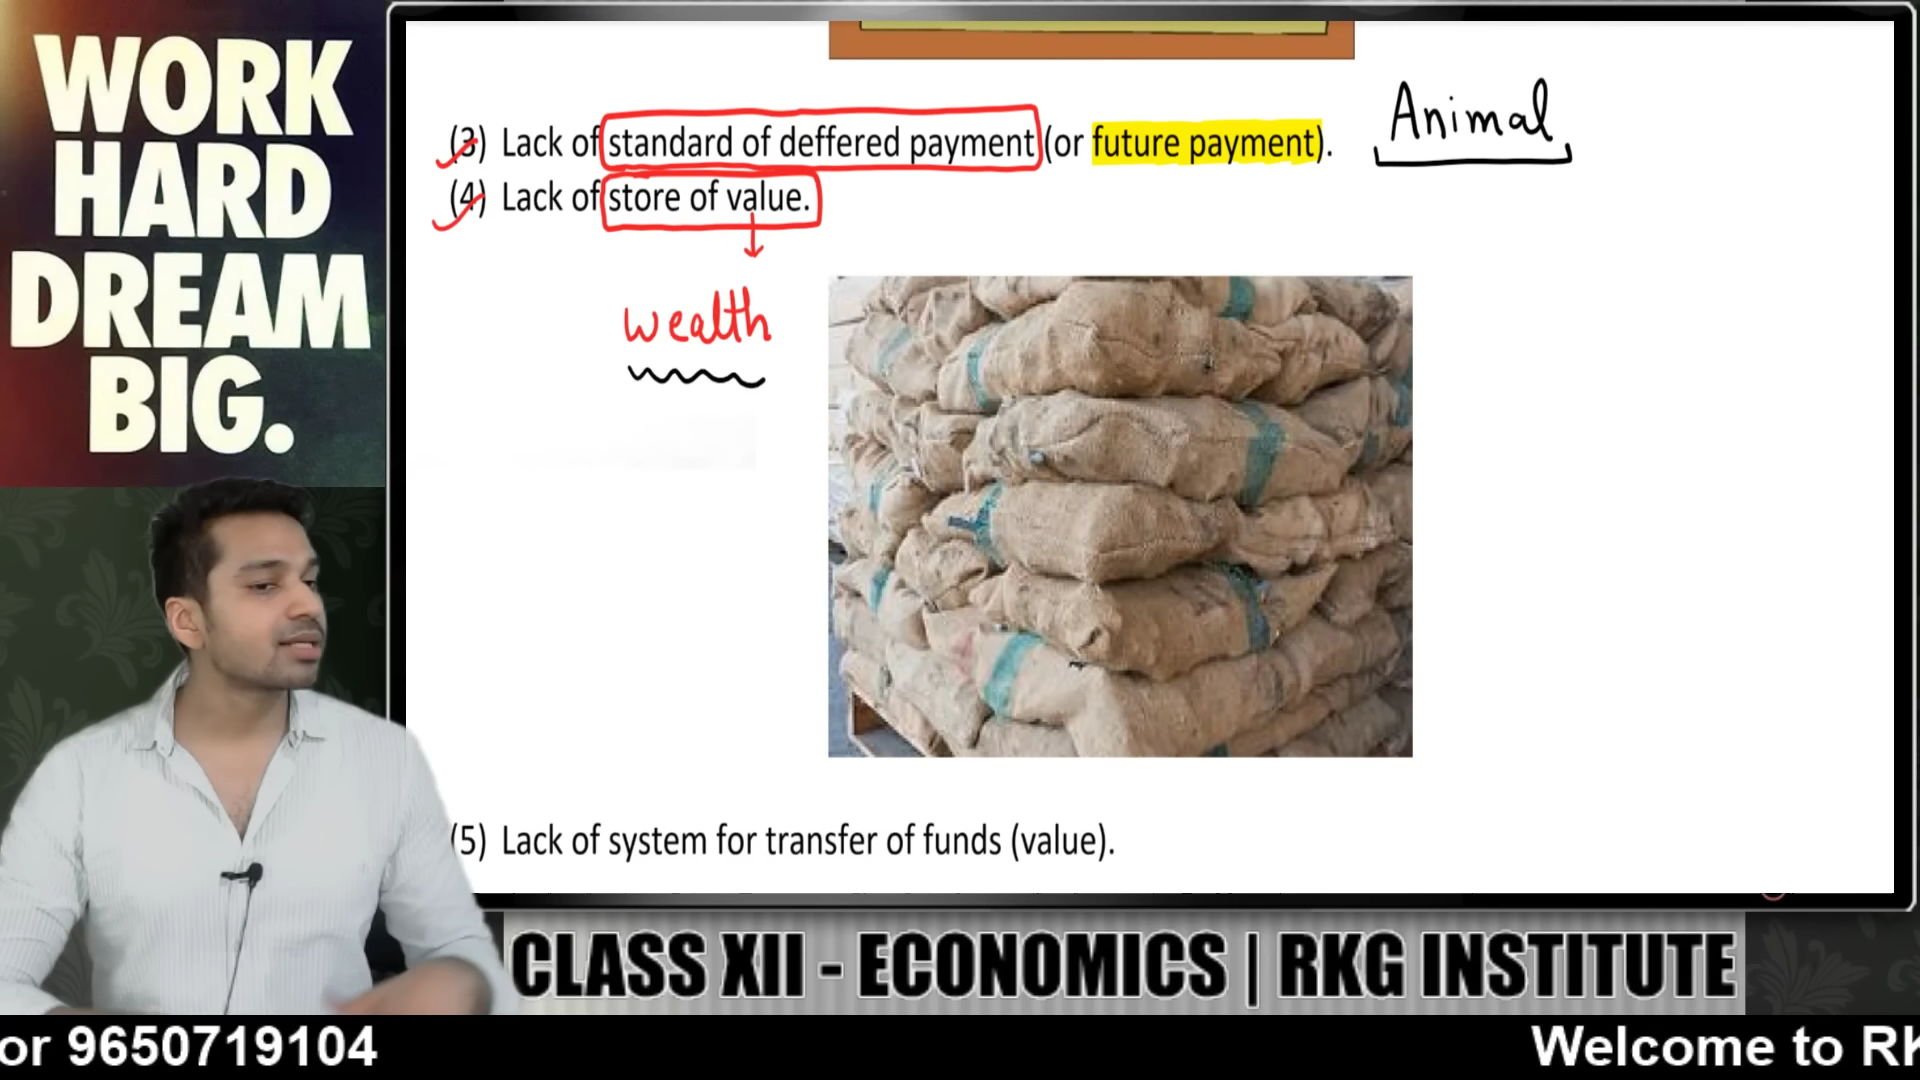 WORK
HARD
DREAM
BIG.
(3) Lack of standard of deffered payment (or future payment).
Animal
(4) Lack of store of value.
wealth
(5) Lack of system for transfer of funds (value).
CLASS XII - ECONOMICS | RKG INSTITUTE
or 9650719104
Welcome to RK